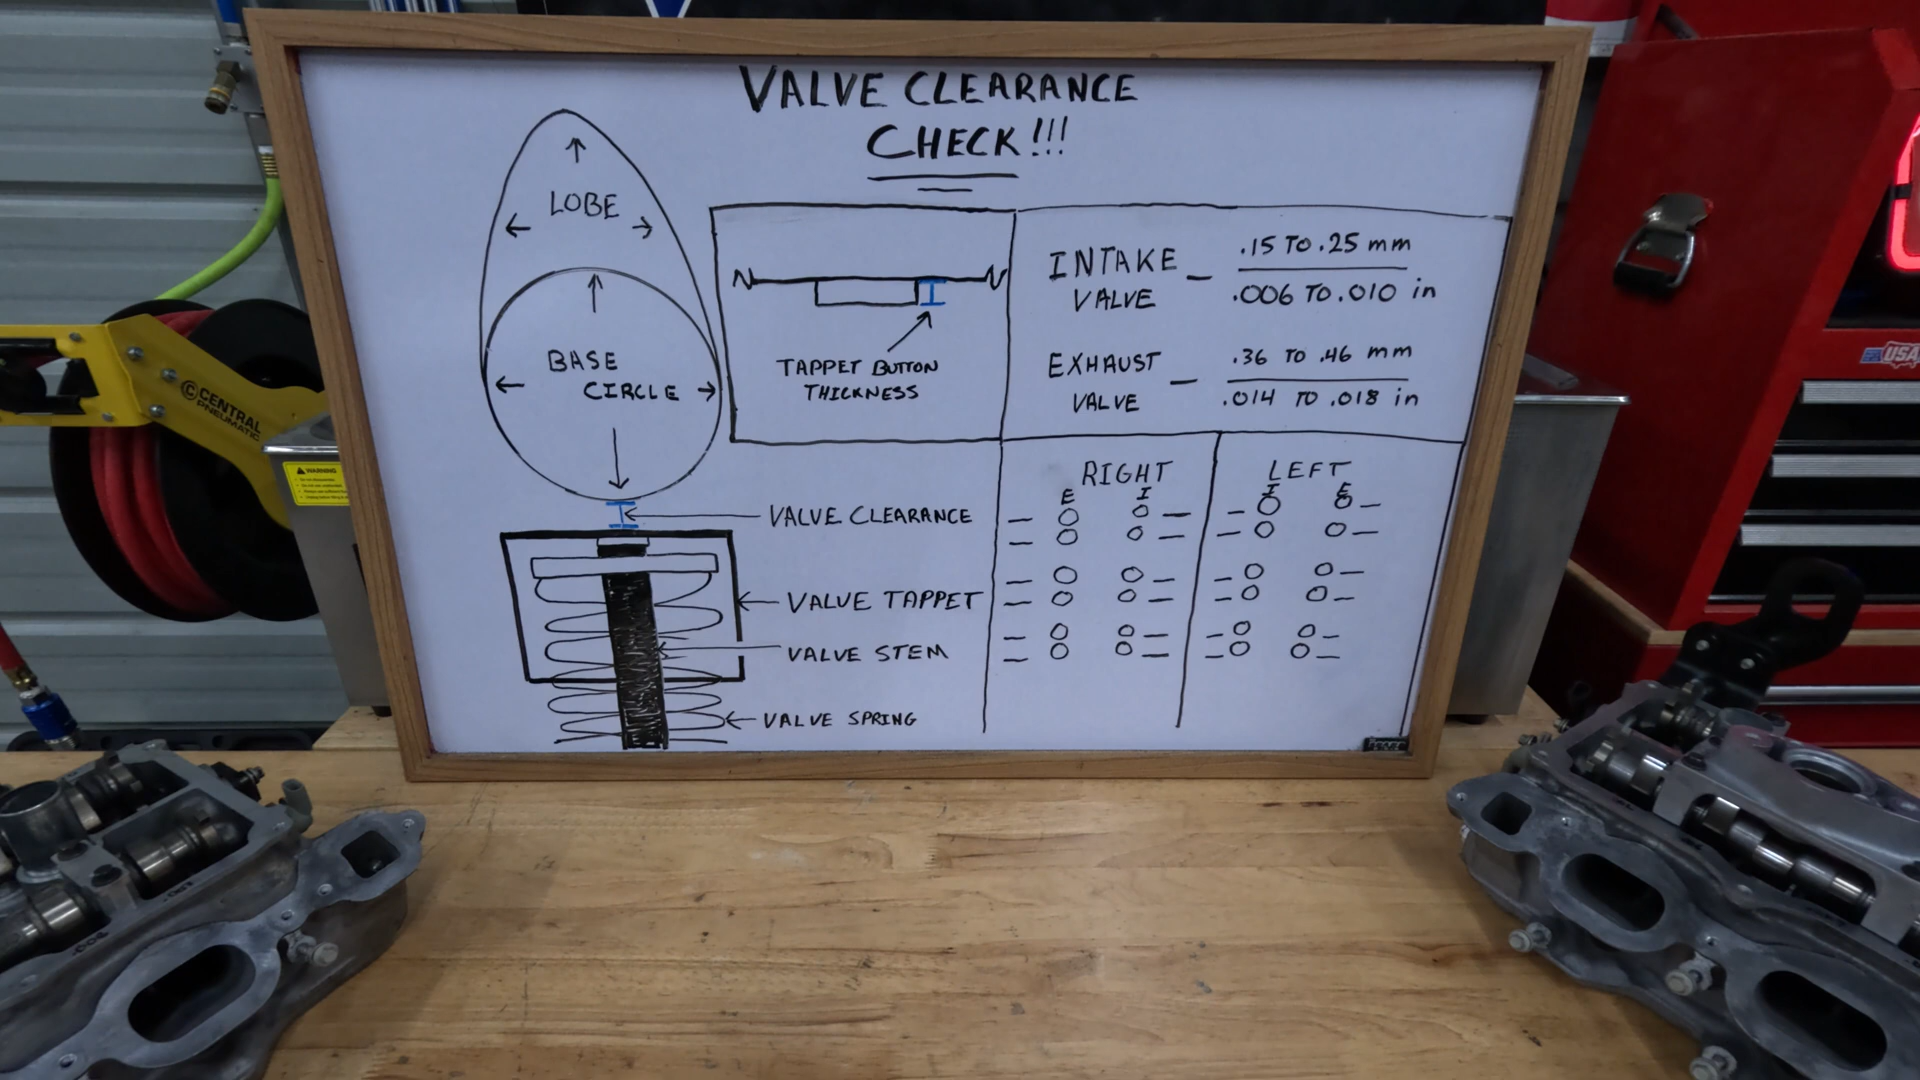 VALVE CLEARANCE
CHECK!!!
LOBE
BASE
CIRCLE
TAPPET BUTTON
THICKNESS
INTAKE
VALVE
–
.15 TO .25 mm
.006 TO .010 in
EXHAUST
VALVE
–
.36 TO .46 mm
.014 TO .018 in
VALVE CLEARANCE
VALVE TAPPET
VALVE STEM
VALVE SPRING
RIGHT
E I
LEFT
I E
CENTRAL
PNEUMATIC
WARNING
USA